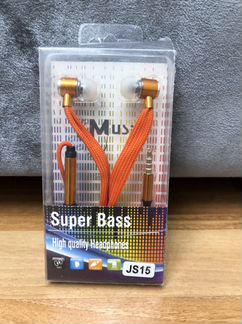 Mus
Super Bass
High quality Headphones
JS15